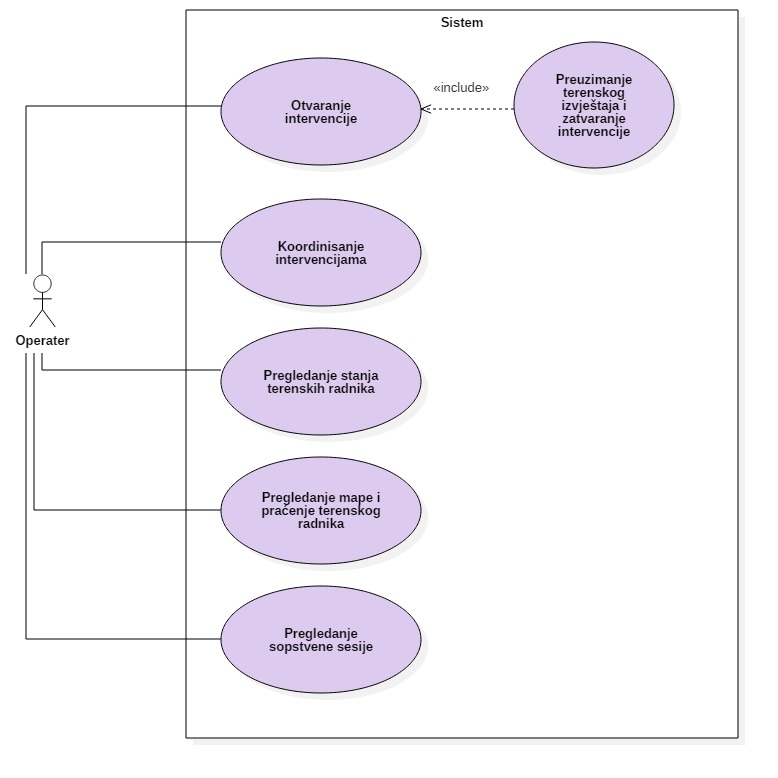 Sistem
Otvaranje
intervencije
«include»
Preuzimanje
terenskog
izvještaja i
zatvaranje
intervencije
Koordinisanje
intervencijama
Operater
Pregledanje stanja
terenskih radnika
Pregledanje mape i
praćenje terenskog
radnika
Pregledanje
sopstvene sesije